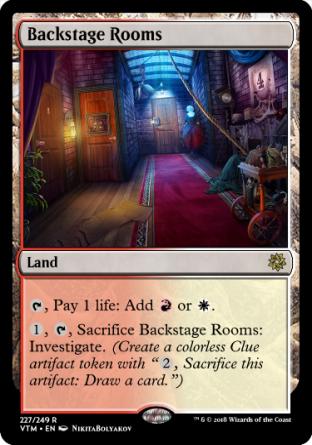 Backstage Rooms
4
Land
{T}, Pay 1 life: Add {R} or {W}.
1, {T}, Sacrifice Backstage Rooms:
Investigate. (Create a colorless Clue
artifact token with “2, Sacrifice this
artifact: Draw a card.”)
227/249 R
VTM • EN NikitaBolyakov
™ & © 2018 Wizards of the Coast